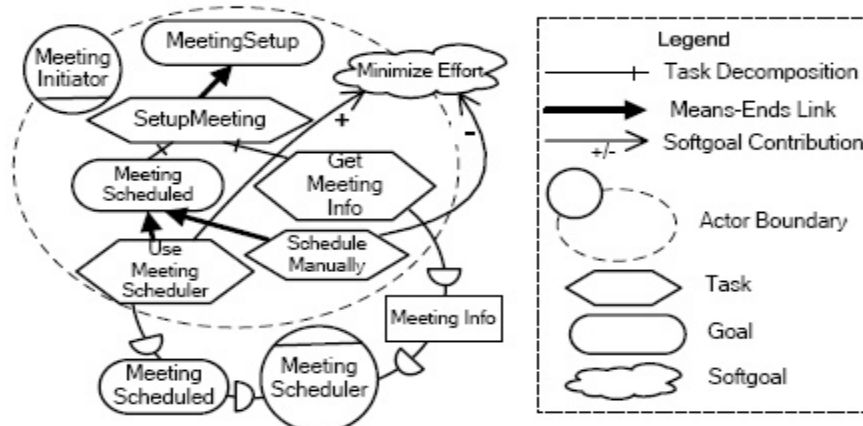 Meeting
Initiator
MeetingSetup
Minimize Effort
SetupMeeting
+
-
Meeting
Scheduled
Get
Meeting
Info
Use
Meeting
Scheduler
Schedule
Manually
Meeting Info
Meeting
Scheduled
Meeting
Scheduler
Legend
Task Decomposition
Means-Ends Link
Softgoal Contribution
+/-
Actor Boundary
Task
Goal
Softgoal